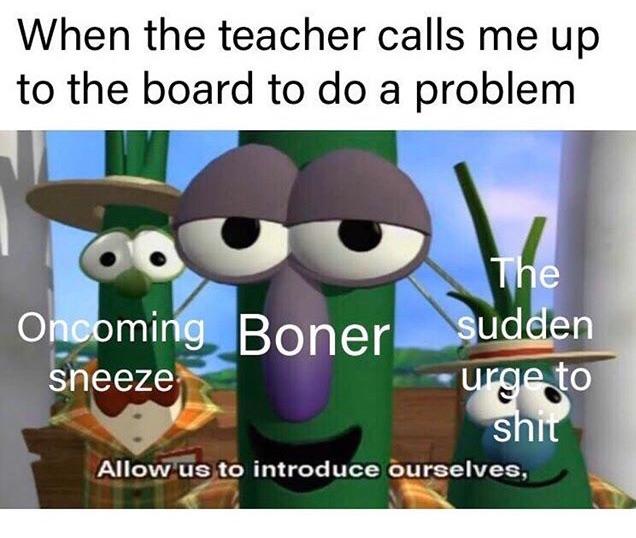 When the teacher calls me up
to the board to do a problem
Oncoming
sneeze
Boner
The
sudden
urge to
shit
Allow us to introduce ourselves,